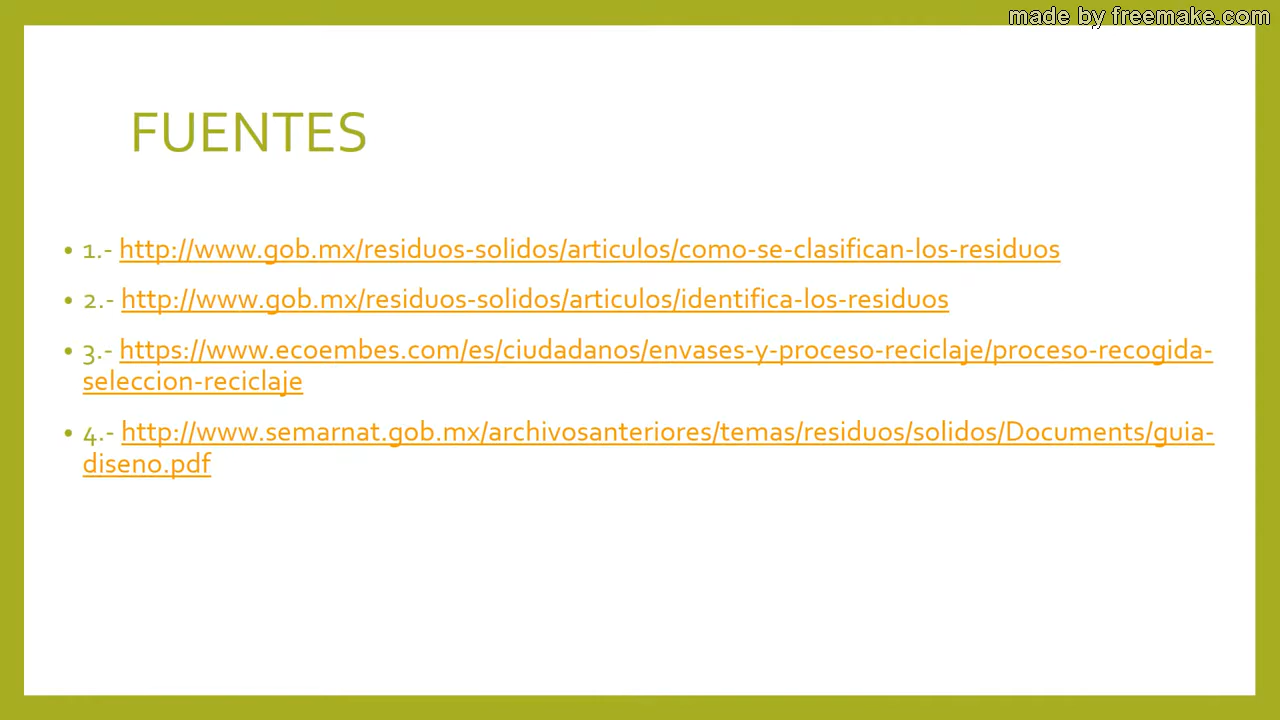 made by freemake.com
FUENTES
• 1.- http://www.gob.mx/residuos-solidos/articulos/como-se-clasifican-los-residuos
• 2.- http://www.gob.mx/residuos-solidos/articulos/identifica-los-residuos
• 3.- https://www.ecoembes.com/es/ciudadanos/envases-y-proceso-reciclaje/proceso-recogida-
seleccion-reciclaje
• 4.- http://www.semarnat.gob.mx/archivosanteriores/temas/residuos/solidos/Documents/guia-
diseno.pdf